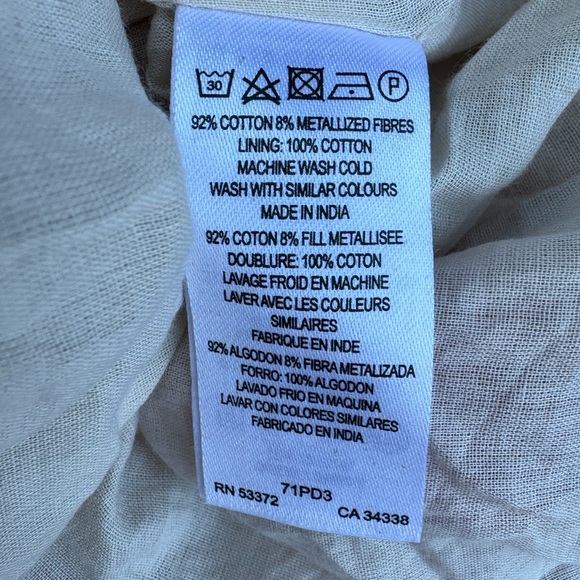 30 P
92% COTTON 8% METALLIZED FIBRES
LINING: 100% COTTON
MACHINE WASH COLD
WASH WITH SIMILAR COLOURS
MADE IN INDIA
92% COTON 8% FILL METALLISEE
DOUBLURE: 100% COTON
LAVAGE FROID EN MACHINE
LAVER AVEC LES COULEURS
SIMILAIRES
FABRIQUE EN INDE
92% ALGODON 8% FIBRA METALIZADA
FORRO: 100% ALGODON
LAVADO FRIO EN MAQUINA
LAVAR CON COLORES SIMILARES
FABRICADO EN INDIA
71PD3
RN 53372 CA 34338